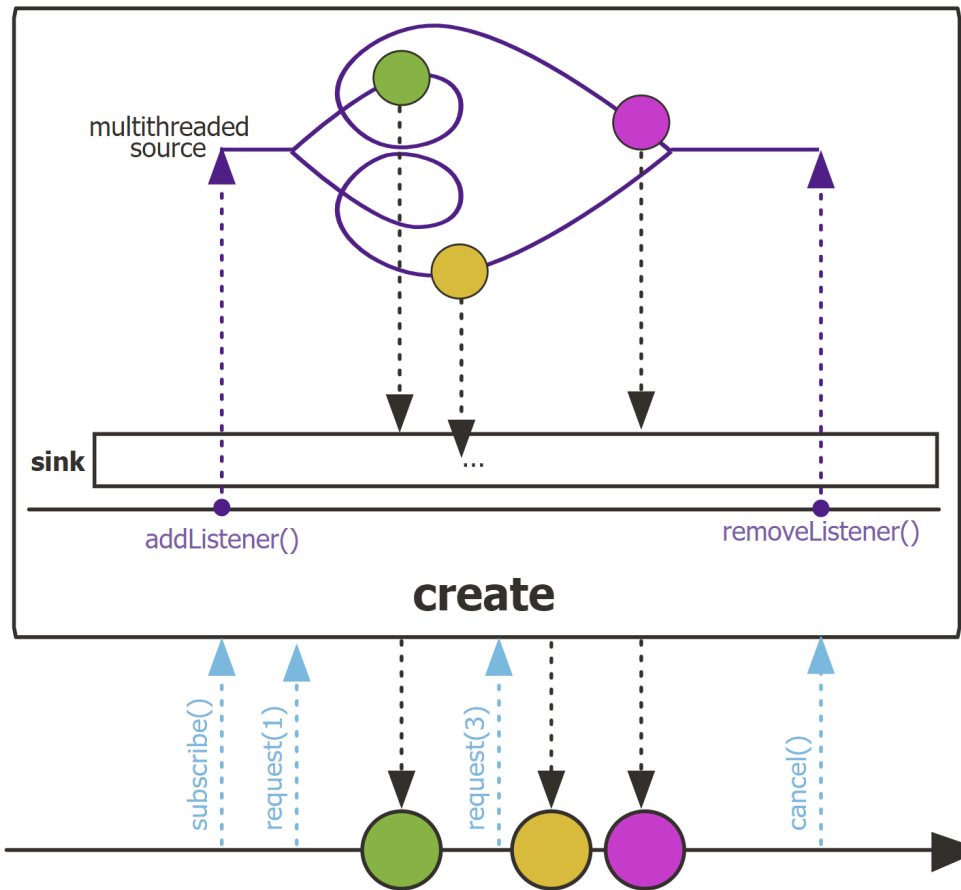 multithreaded
source
sink
...
addListener()
removeListener()
create
subscribe()
request(1)
request(3)
cancel()